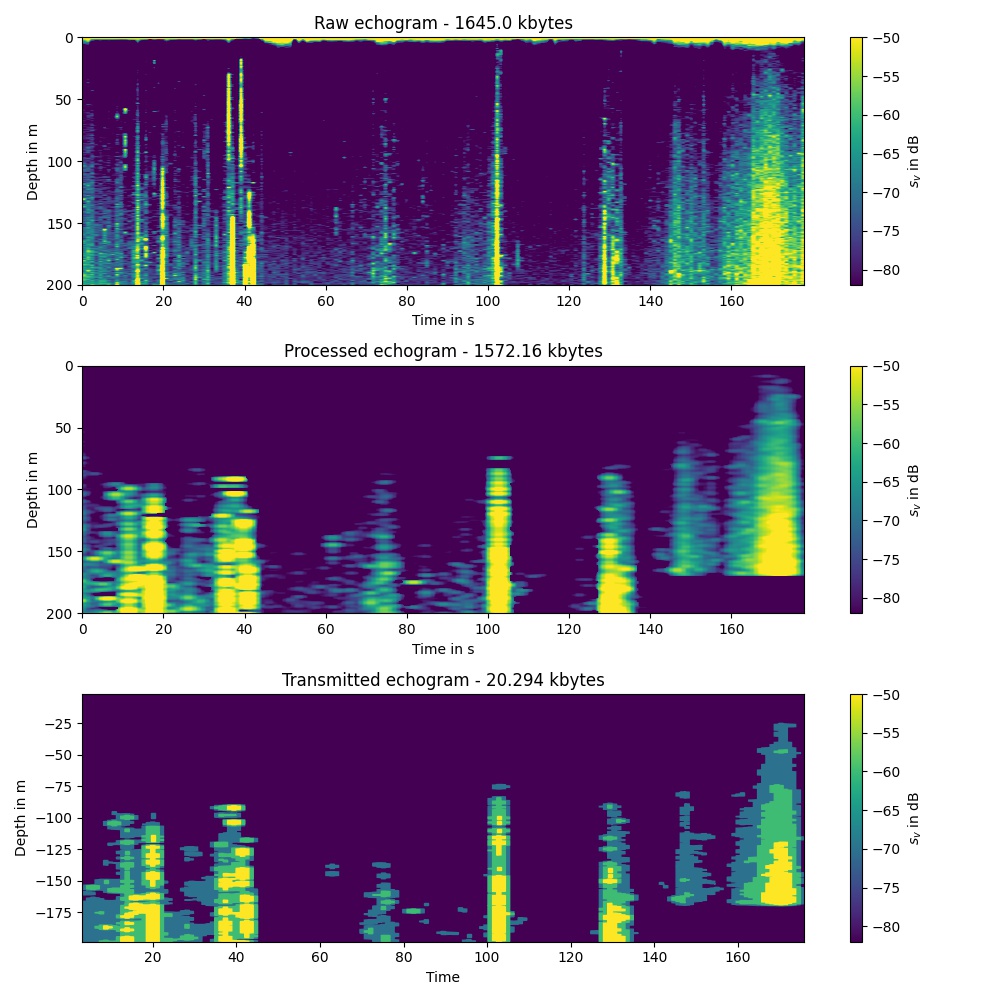 Raw echogram - 1645.0 kbytes
0
50
100
150
200
Depth in m
0 20 40 60 80 100 120 140 160
Time in s
−50
−55
−60
−65
−70
−75
−80
sv in dB
Processed echogram - 1572.16 kbytes
0
50
100
150
200
Depth in m
0 20 40 60 80 100 120 140 160
Time in s
−50
−55
−60
−65
−70
−75
−80
sv in dB
Transmitted echogram - 20.294 kbytes
−25
−50
−75
−100
−125
−150
−175
Depth in m
20 40 60 80 100 120 140 160
Time
−50
−55
−60
−65
−70
−75
−80
sv in dB